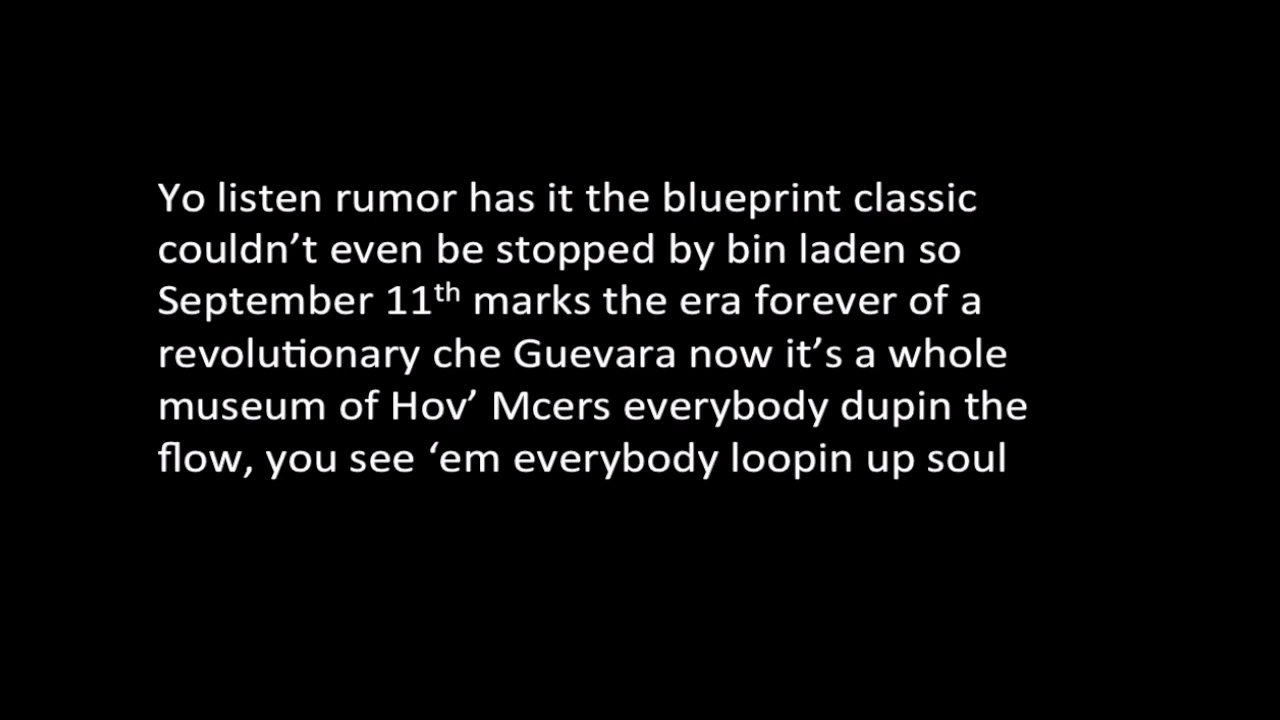 Yo listen rumor has it the blueprint classic
couldn’t even be stopped by bin laden so
September 11th marks the era forever of a
revolutionary che Guevara now it’s a whole
museum of Hov’ Mcers everybody dupin the
flow, you see ‘em everybody loopin up soul